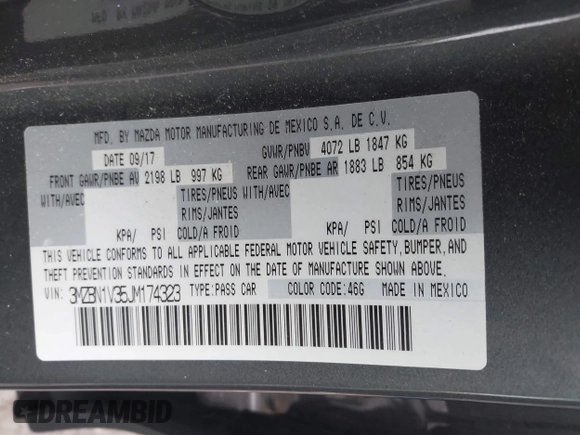 MFD. BY MAZDA MOTOR MANUFACTURING DE MEXICO S.A. DE C.V.
DATE 09/17 GVWR/PNBV 4072 LB 1847 KG
FRONT GAWR/PNBE AV 2198 LB 997 KG REAR GAWR/PNBE AR 1883 LB 854 KG
WITH/AVEC TIRES/PNEUS WITH/AVEC TIRES/PNEUS
RIMS/JANTES RIMS/JANTES
KPA/ PSI COLD/A FROID KPA/ PSI COLD/A FROID
THIS VEHICLE CONFORMS TO ALL APPLICABLE FEDERAL MOTOR VEHICLE SAFETY, BUMPER, AND
THEFT PREVENTION STANDARDS IN EFFECT ON THE DATE OF MANUFACTURE SHOWN ABOVE.
VIN: 3MZBN1V35JM174323 TYPE:PASS CAR COLOR CODE:46G MADE IN MEXICO
DREAMBID